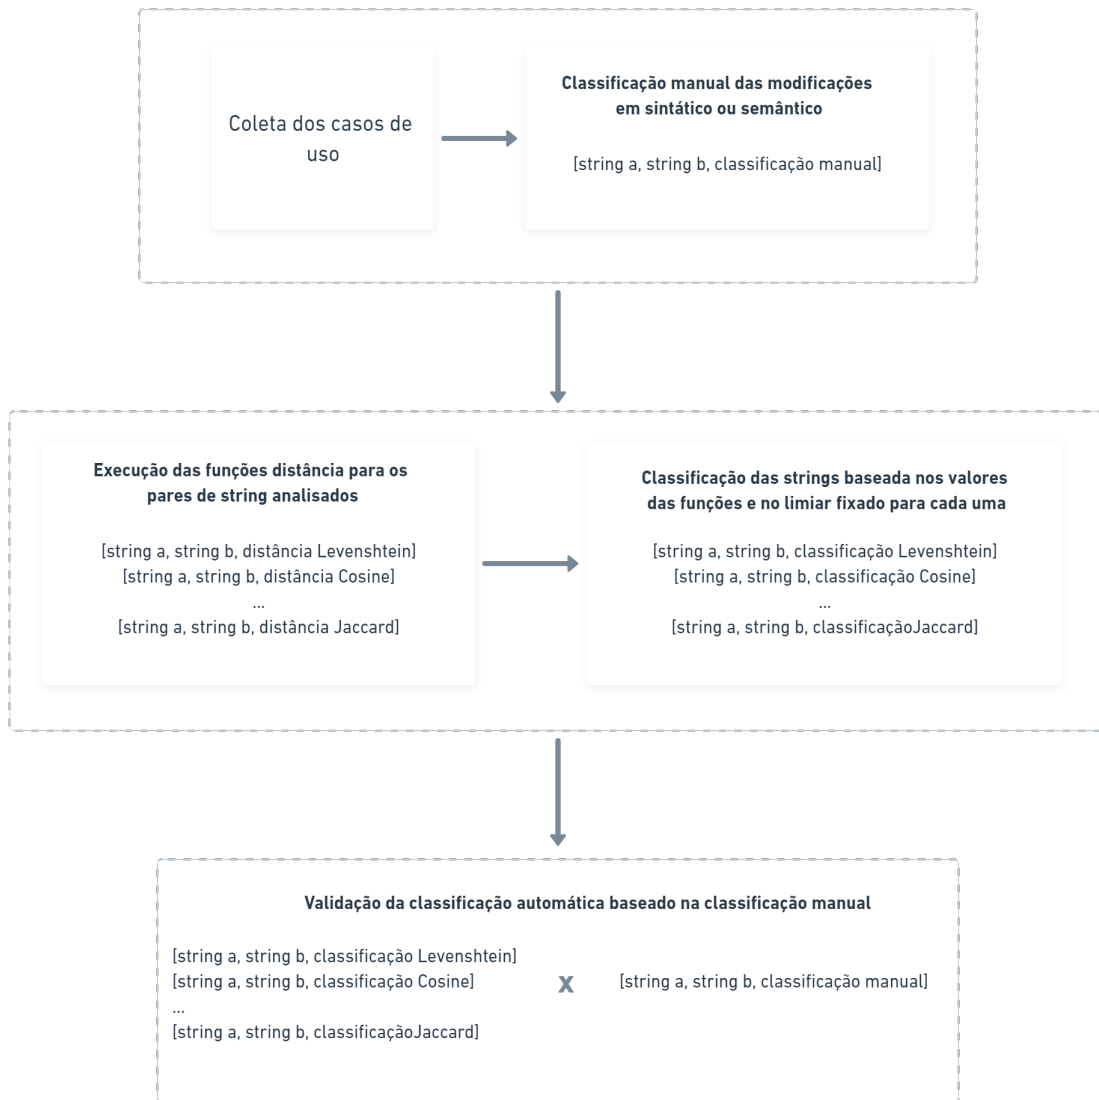 Coleta dos casos de
uso
Classificação manual das modificações
em sintático ou semântico
[string a, string b, classificação manual]
Execução das funções distância para os
pares de string analisados
[string a, string b, distância Levenshtein]
[string a, string b, distância Cosine]
...
[string a, string b, distância Jaccard]
Classificação das strings baseada nos valores
das funções e no limiar fixado para cada uma
[string a, string b, classificação Levenshtein]
[string a, string b, classificação Cosine]
...
[string a, string b, classificaçãoJaccard]
Validação da classificação automática baseado na classificação manual
[string a, string b, classificação Levenshtein]
[string a, string b, classificação Cosine]
...
[string a, string b, classificaçãoJaccard]
x
[string a, string b, classificação manual]